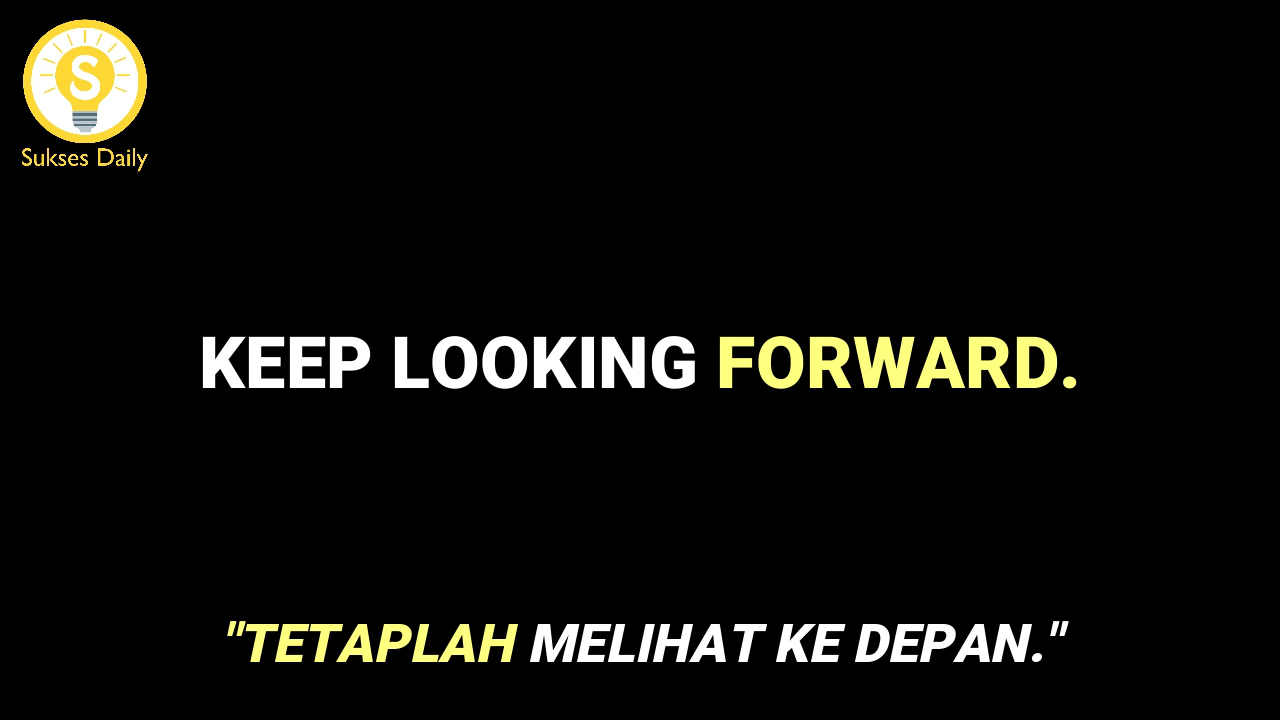 S
Sukses Daily
KEEP LOOKING FORWARD.
"TETAPLAH MELIHAT KE DEPAN."